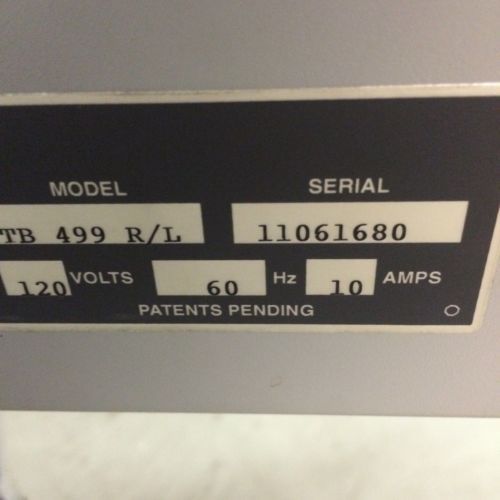 MODEL SERIAL
TB 499 R/L 11061680
120 VOLTS 60 Hz 10 AMPS
PATENTS PENDING